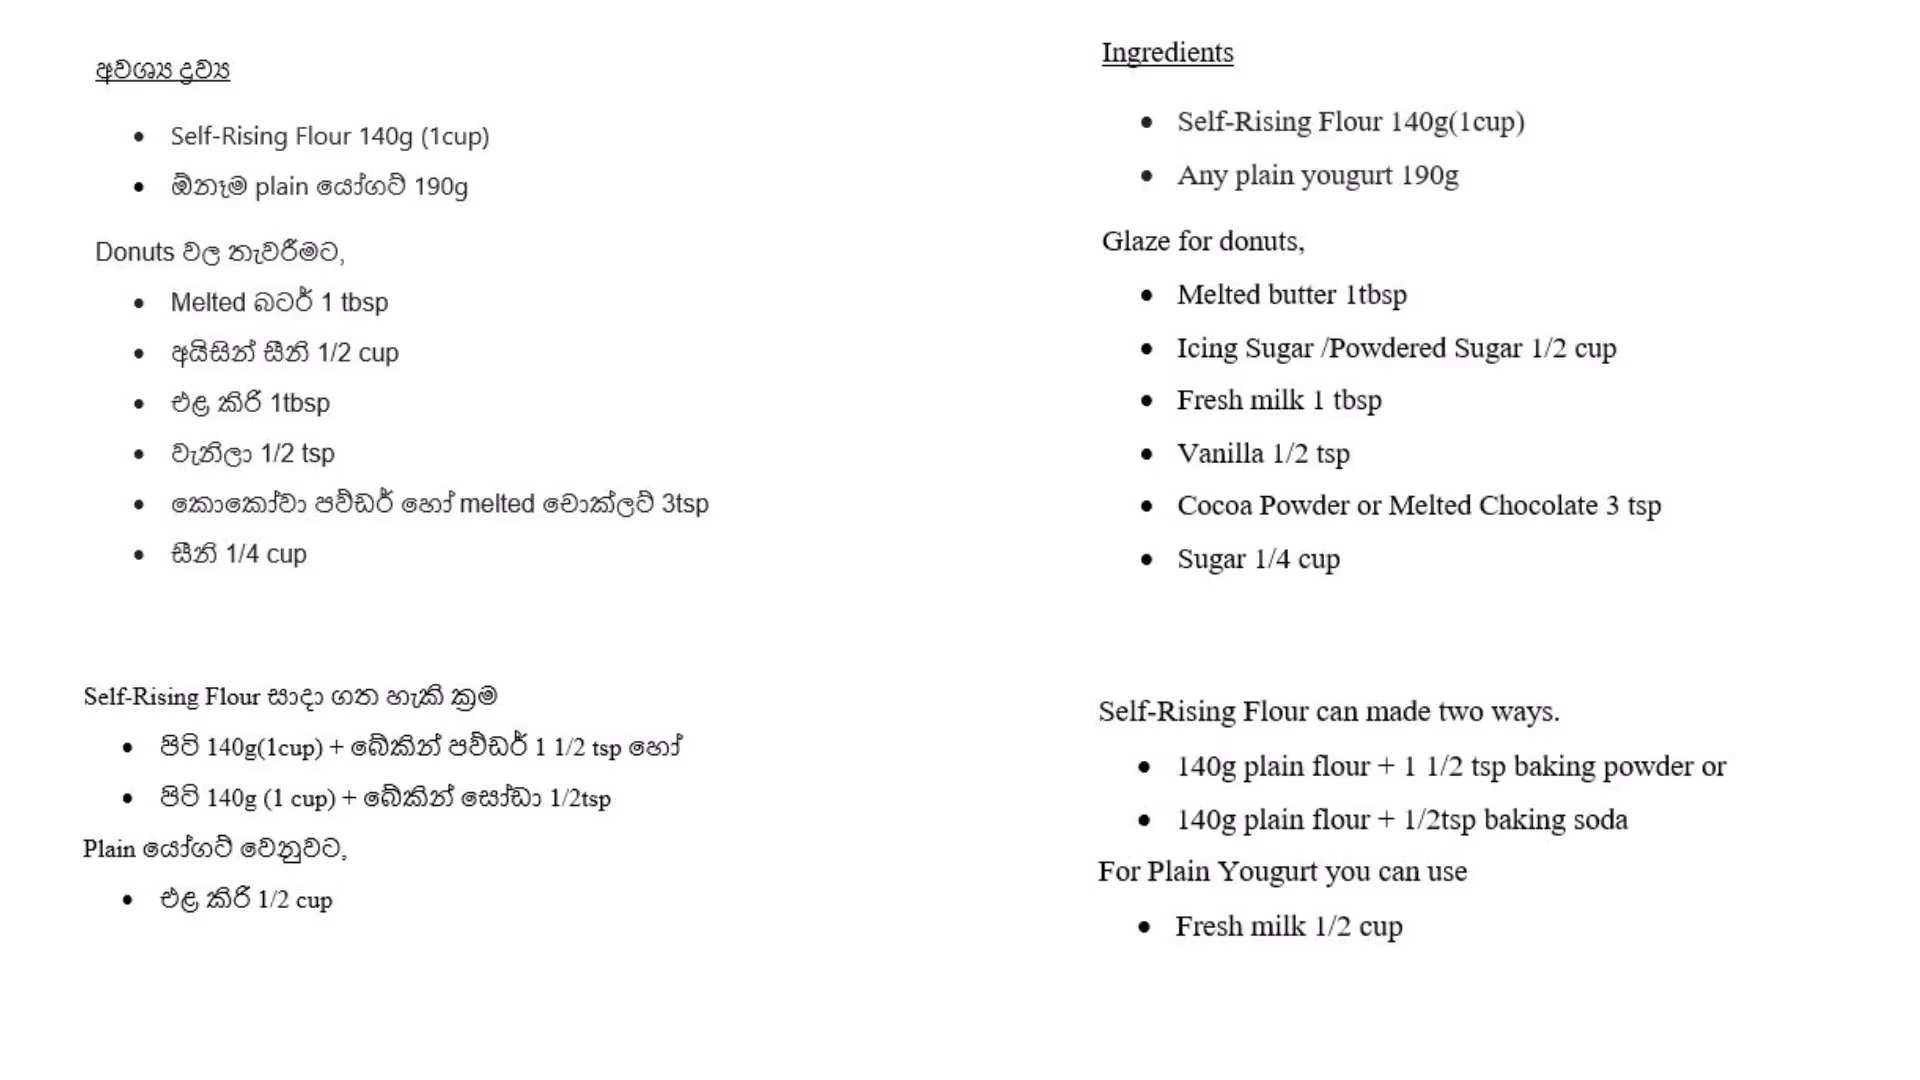 අවශ්‍ය ද්‍රව්‍ය
• Self-Rising Flour 140g (1cup)
• ඕනෑම plain යෝගට් 190g
Donuts වල තැවරීමට,
• Melted බටර් 1 tbsp
• අයිසින් සීනි 1/2 cup
• එළ කිරි 1tbsp
• වැනිලා 1/2 tsp
• කොකෝවා පව්ඩර් හෝ melted චොක්ලට් 3tsp
• සීනි 1/4 cup
Self-Rising Flour සාදා ගත හැකි ක්‍රම
• පිටි 140g(1cup) + බේකින් පව්ඩර් 1 1/2 tsp හෝ
• පිටි 140g (1 cup) + බේකින් සෝඩා 1/2tsp
Plain යෝගට් වෙනුවට,
• එළ කිරි 1/2 cup
Ingredients
• Self-Rising Flour 140g(1cup)
• Any plain yougurt 190g
Glaze for donuts,
• Melted butter 1tbsp
• Icing Sugar /Powdered Sugar 1/2 cup
• Fresh milk 1 tbsp
• Vanilla 1/2 tsp
• Cocoa Powder or Melted Chocolate 3 tsp
• Sugar 1/4 cup
Self-Rising Flour can made two ways.
• 140g plain flour + 1 1/2 tsp baking powder or
• 140g plain flour + 1/2tsp baking soda
For Plain Yougurt you can use
• Fresh milk 1/2 cup